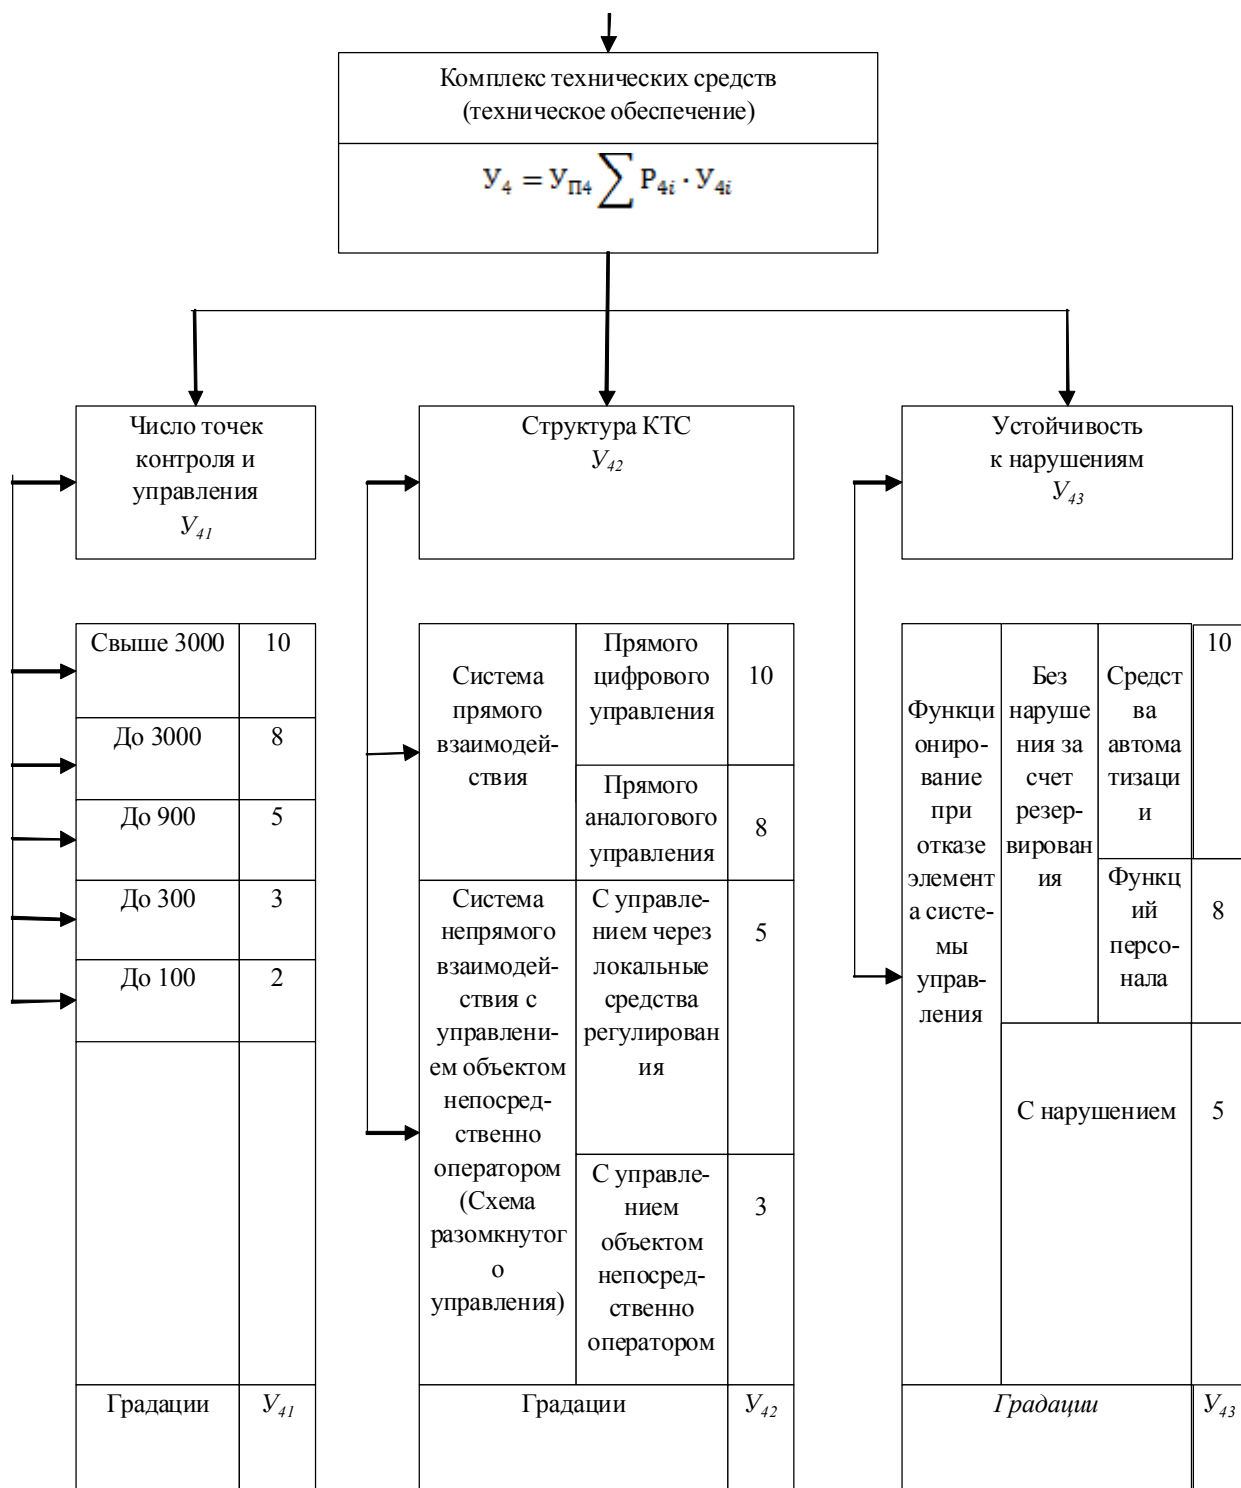 Комплекс технических средств
(техническое обеспечение)
У₄ = У_П4 ∑ Р₄ᵢ · У₄ᵢ
Число точек
контроля и
управления
У₄₁
Структура КТС
У₄₂
Устойчивость
к нарушениям
У₄₃
Свыше 3000 10
До 3000 8
До 900 5
До 300 3
До 100 2
Градации У₄₁
Система
прямого
взаимодей-
ствия
Прямого
цифрового
управления
10
Прямого
аналогового
управления
8
Система
непрямого
взаимодей-
ствия с
управлени-
ем объектом
непосред-
ственно
оператором
(Схема
разомкнутог
о
управления)
С управле-
нием через
локальные
средства
регулирован
ия
5
С управле-
нием
объектом
непосред-
ственно
оператором
3
Градации У₄₂
Функци
ониро-
вание
при
отказе
элемент
а систе-
мы
управ-
ления
Без
наруше
ния за
счет
резер-
вирован
ия
Средст
ва
автома
тизаци
и
10
Функц
ий
персо-
нала
8
С нарушением 5
Градации У₄₃